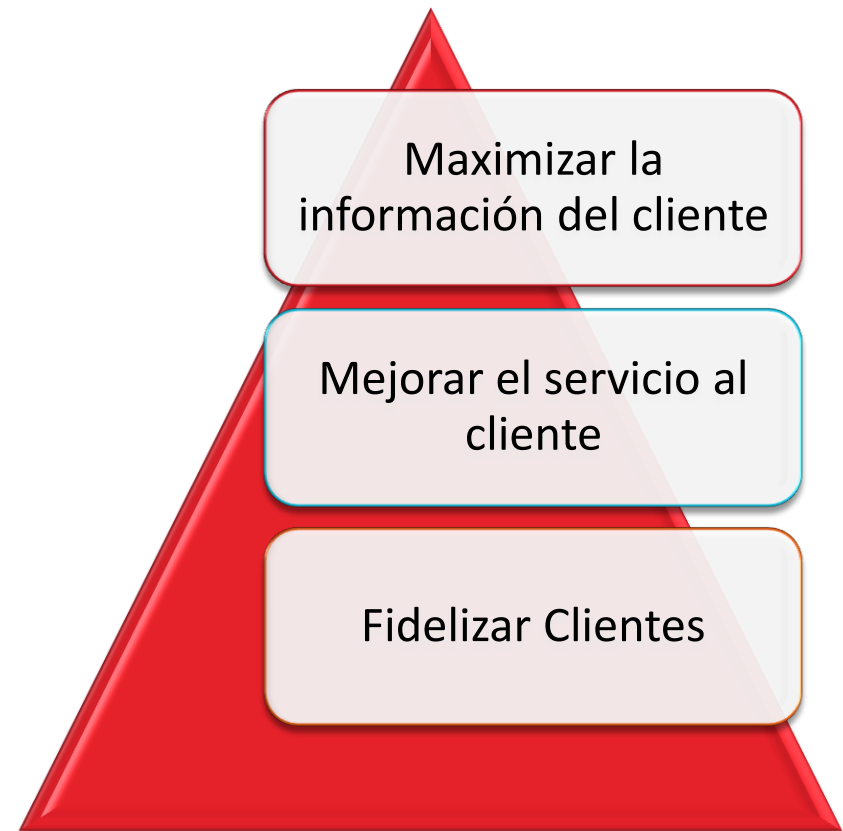 Maximizar la
información del cliente
Mejorar el servicio al
cliente
Fidelizar Clientes